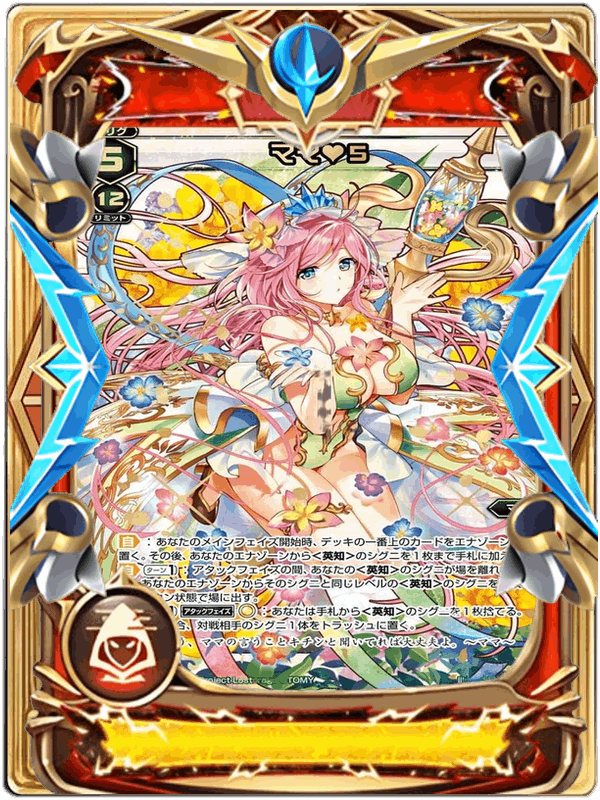 リグ
ママ♥5
5
12
リミット
自:あなたのメインフェイズ開始時、デッキの一番上のカードをエナゾーン
置く。その後、あなたのエナゾーンから<英知>のシグニを1枚まで手札に加
自 ターン1:アタックフェイズの間、あなたの<英知>のシグニが場を離れ
あなたのエナゾーンからそのシグニと同じレベルの<英知>のシグニを
ン状態で場に出す。
アタックフェイズ :あなたは手札から<英知>のシグニを1枚捨てる。
合、対戦相手のシグニ1体をトラッシュに置く。
、ママの言うことキチンと聞いてれば大丈夫よ。~ママ~
oject Lost TOMY